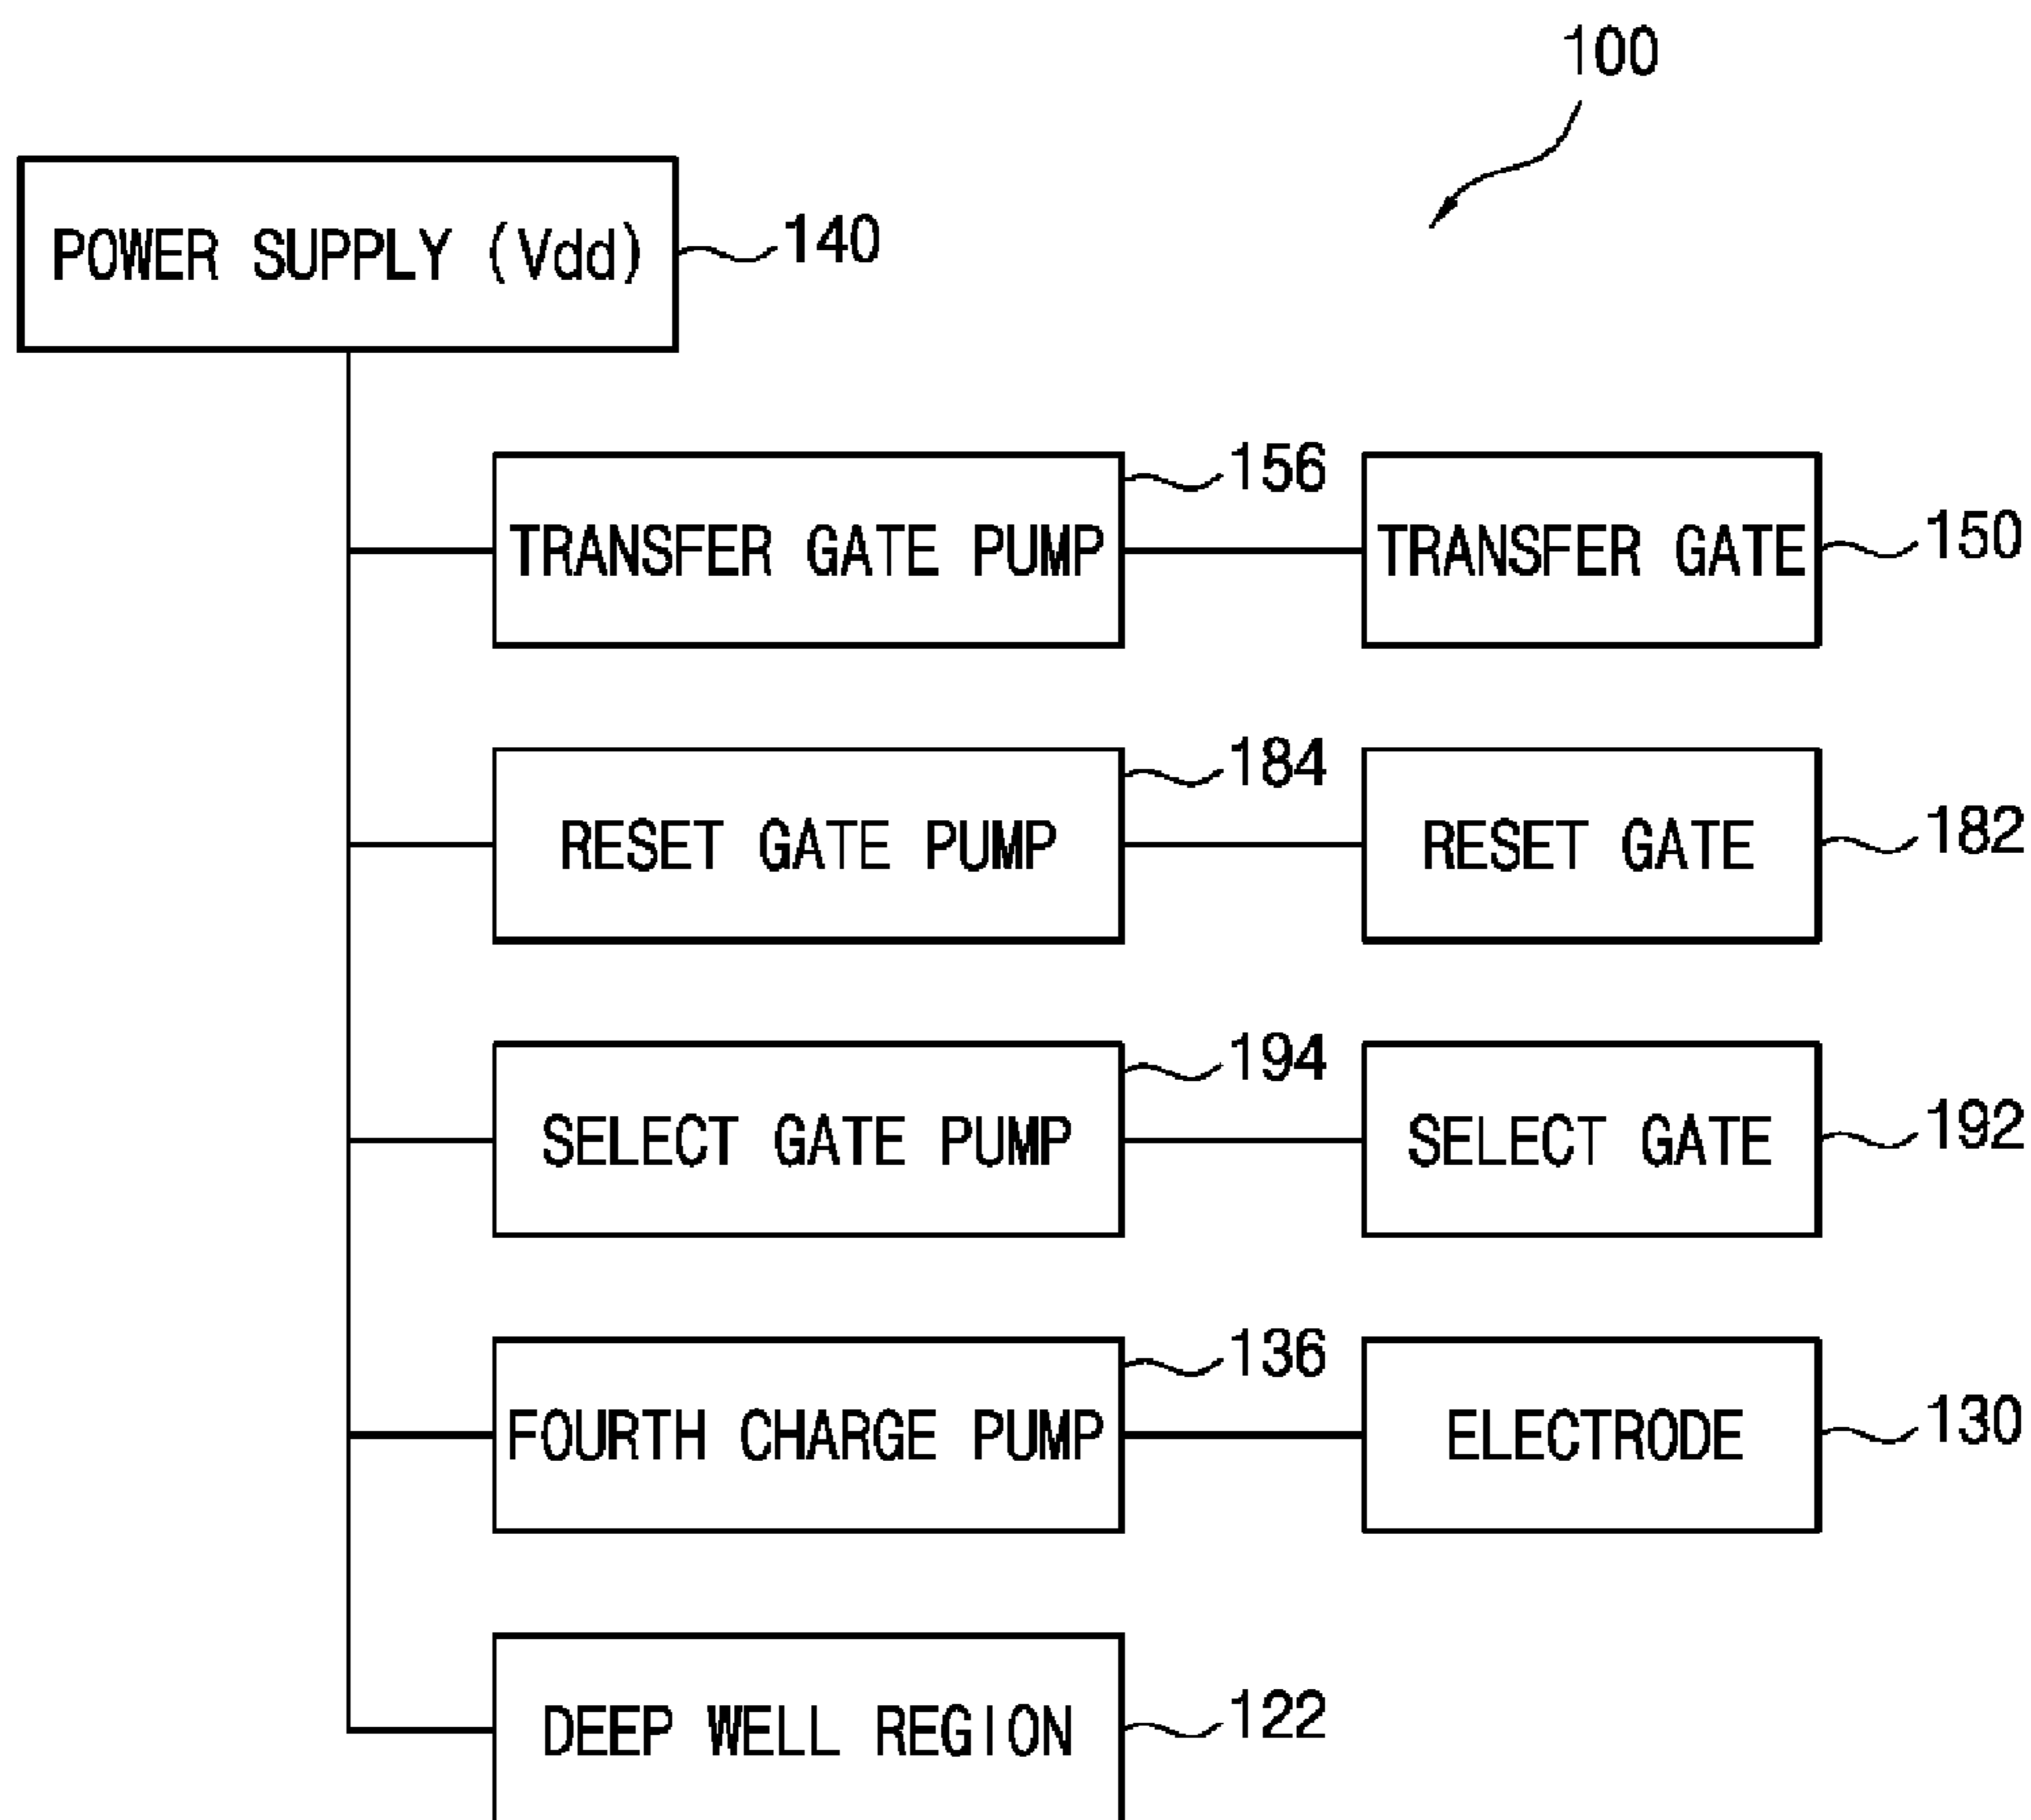 100
POWER SUPPLY (Vdd)
140
156
TRANSFER GATE PUMP
TRANSFER GATE
150
184
RESET GATE PUMP
RESET GATE
182
194
SELECT GATE PUMP
SELECT GATE
192
136
FOURTH CHARGE PUMP
ELECTRODE
130
DEEP WELL REGION
122